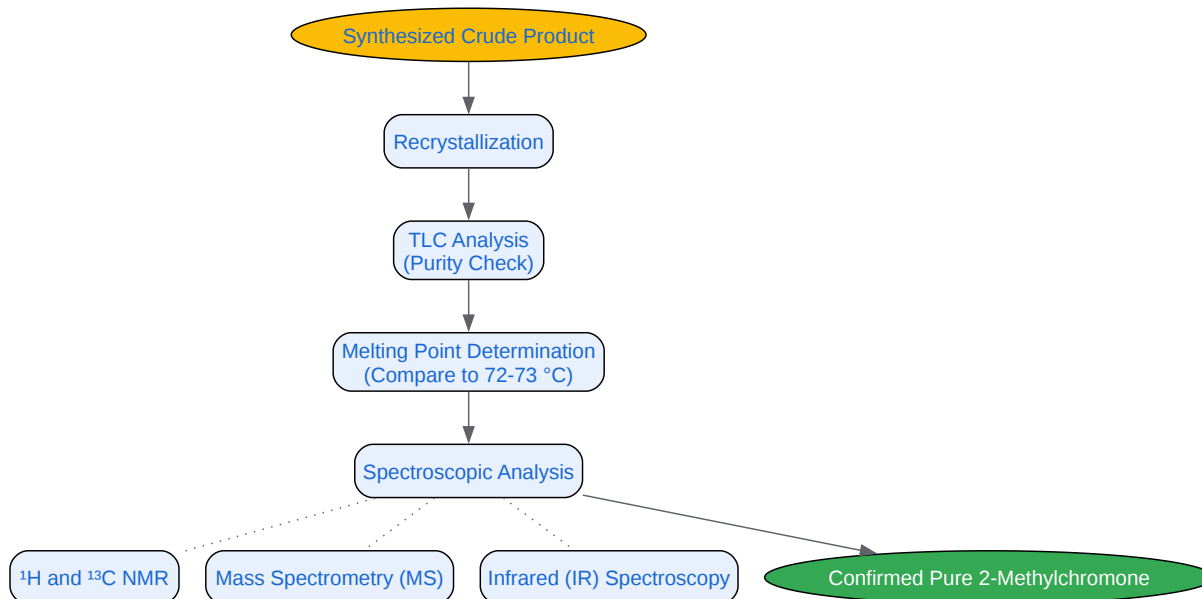 Synthesized Crude Product
Recrystallization
TLC Analysis
(Purity Check)
Melting Point Determination
(Compare to 72-73 °C)
Spectroscopic Analysis
¹H and ¹³C NMR
Mass Spectrometry (MS)
Infrared (IR) Spectroscopy
Confirmed Pure 2-Methylchromone